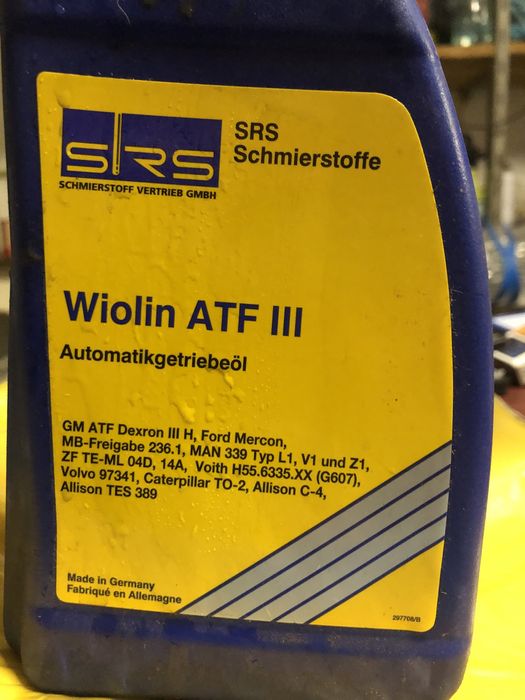 SRS
SCHMIERSTOFF VERTRIEB GMBH
SRS
Schmierstoffe
Wiolin ATF III
Automatikgetriebeöl
GM ATF Dexron III H, Ford Mercon,
MB-Freigabe 236.1, MAN 339 Typ L1, V1 und Z1,
ZF TE-ML 04D, 14A, Voith H55.6335.XX (G607),
Volvo 97341, Caterpillar TO-2, Allison C-4,
Allison TES 389
Made in Germany
Fabriqué en Allemagne
297708/B